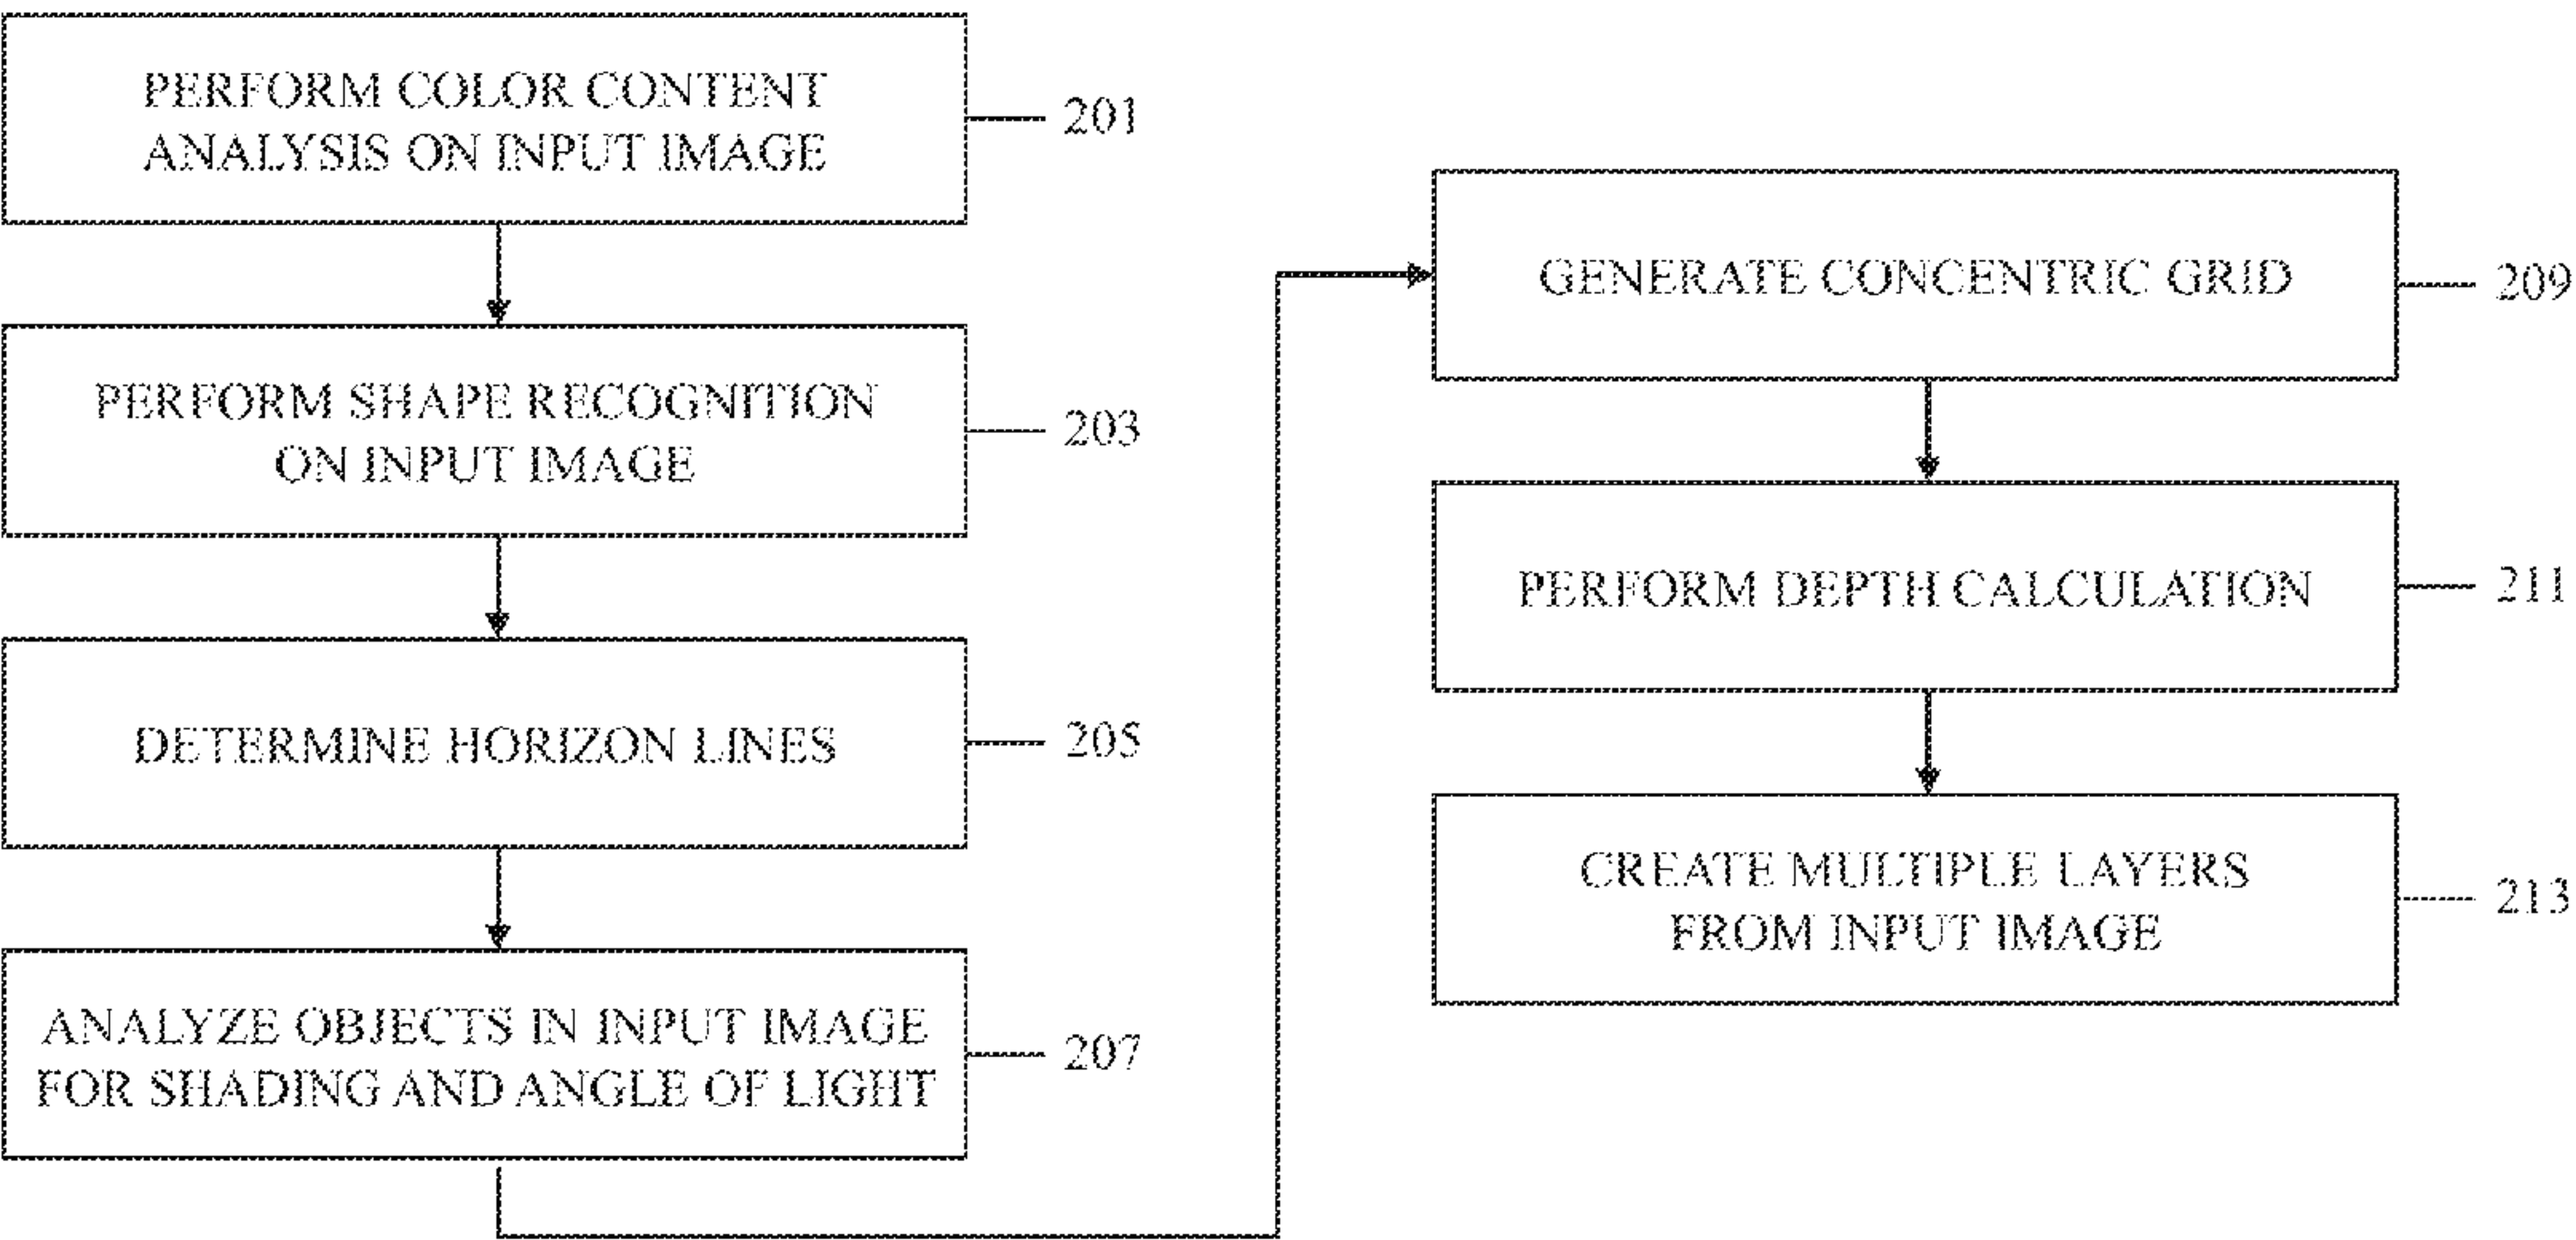 PERFORM COLOR CONTENT
ANALYSIS ON INPUT IMAGE
201
PERFORM SHAPE RECOGNITION
ON INPUT IMAGE
203
DETERMINE HORIZON LINES
205
ANALYZE OBJECTS IN INPUT IMAGE
FOR SHADING AND ANGLE OF LIGHT
207
GENERATE CONCENTRIC GRID
209
PERFORM DEPTH CALCULATION
211
CREATE MULTIPLE LAYERS
FROM INPUT IMAGE
213